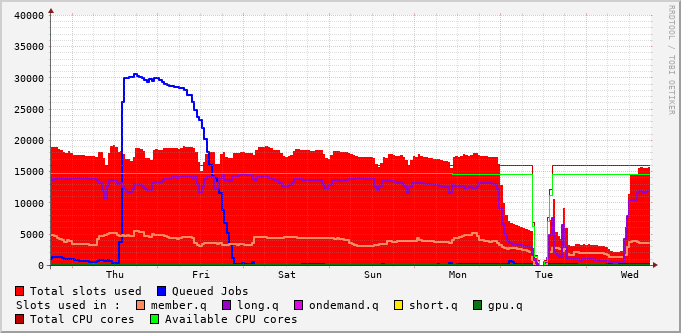 RRDTOOL / TOBI OETIKER
40000
35000
30000
25000
20000
15000
10000
5000
0
Thu Fri Sat Sun Mon Tue Wed
Total slots used Queued Jobs
Slots used in : member.q long.q ondemand.q short.q gpu.q
Total CPU cores Available CPU cores